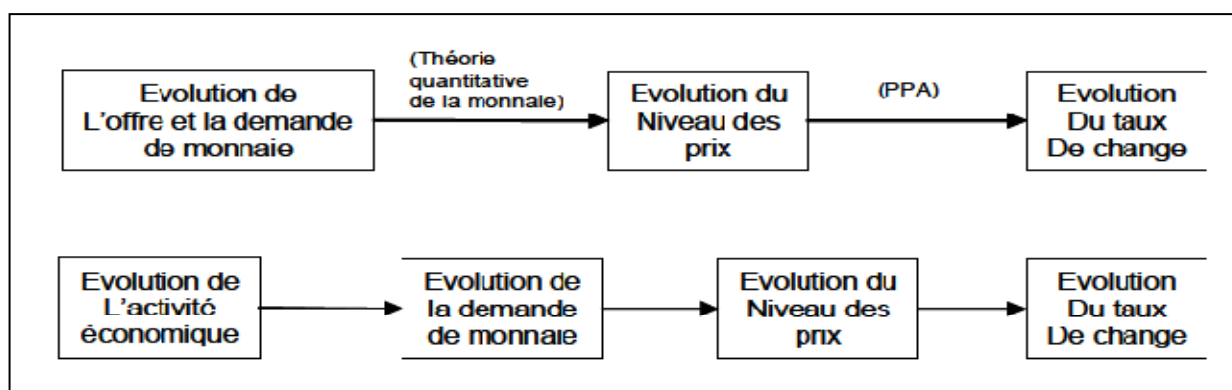 (Théorie
quantitative
de la monnaie)
Evolution de
L'offre et la demande
de monnaie
Evolution du
Niveau des
prix
(PPA)
Evolution
Du taux
De change
Evolution de
L'activité
économique
Evolution de
la demande
de monnaie
Evolution du
Niveau des
prix
Evolution
Du taux
De change